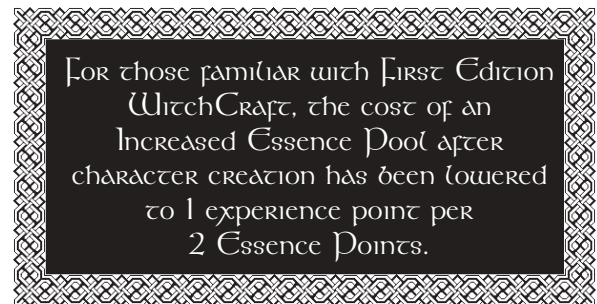 For those familiar with First Edition
WitchCraft, the cost of an
Increased Essence Pool after
character creation has been lowered
to 1 experience point per
2 Essence Points.